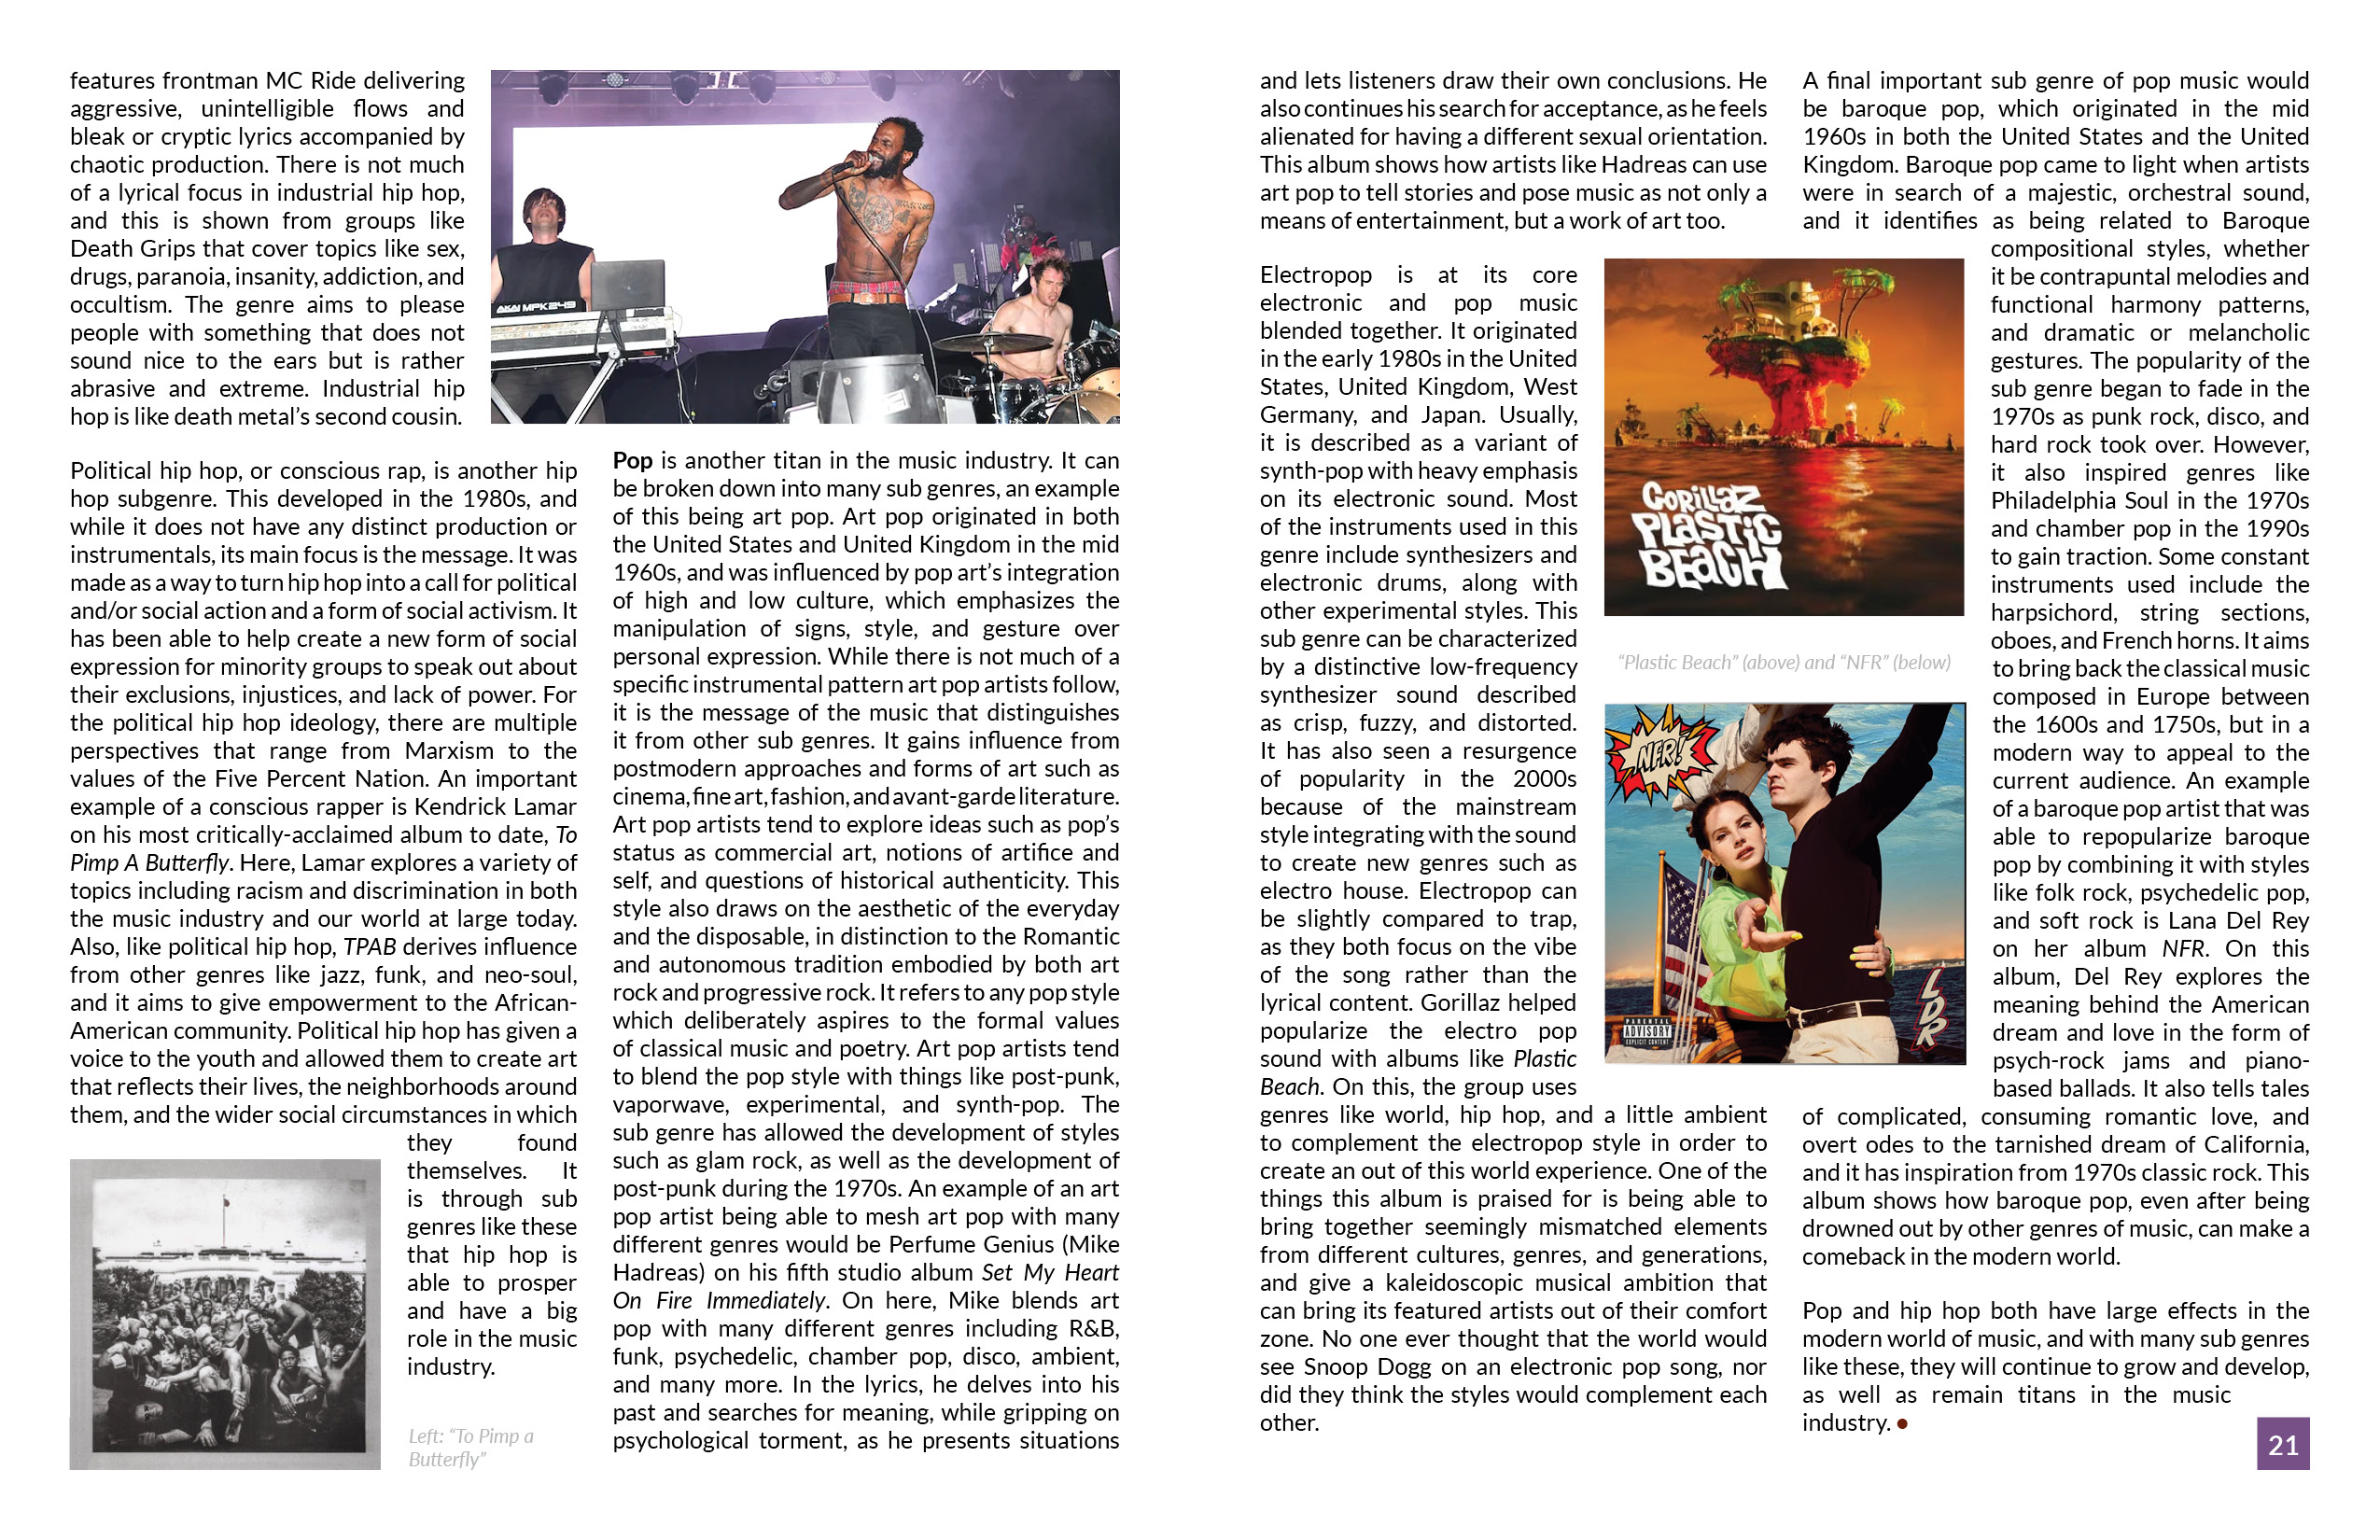 features frontman MC Ride delivering
aggressive, unintelligible flows and
bleak or cryptic lyrics accompanied by
chaotic production. There is not much
of a lyrical focus in industrial hip hop,
and this is shown from groups like
Death Grips that cover topics like sex,
drugs, paranoia, insanity, addiction, and
occultism. The genre aims to please
people with something that does not
sound nice to the ears but is rather
abrasive and extreme. Industrial hip
hop is like death metal’s second cousin.
AKAI MPK249
Political hip hop, or conscious rap, is another hip
hop subgenre. This developed in the 1980s, and
while it does not have any distinct production or
instrumentals, its main focus is the message. It was
made as a way to turn hip hop into a call for political
and/or social action and a form of social activism. It
has been able to help create a new form of social
expression for minority groups to speak out about
their exclusions, injustices, and lack of power. For
the political hip hop ideology, there are multiple
perspectives that range from Marxism to the
values of the Five Percent Nation. An important
example of a conscious rapper is Kendrick Lamar
on his most critically-acclaimed album to date, To
Pimp A Butterfly. Here, Lamar explores a variety of
topics including racism and discrimination in both
the music industry and our world at large today.
Also, like political hip hop, TPAB derives influence
from other genres like jazz, funk, and neo-soul,
and it aims to give empowerment to the African-
American community. Political hip hop has given a
voice to the youth and allowed them to create art
that reflects their lives, the neighborhoods around
them, and the wider social circumstances in which
they found
themselves. It
is through sub
genres like these
that hip hop is
able to prosper
and have a big
role in the music
industry.
Left: “To Pimp a
Butterfly”
Pop is another titan in the music industry. It can
be broken down into many sub genres, an example
of this being art pop. Art pop originated in both
the United States and United Kingdom in the mid
1960s, and was influenced by pop art’s integration
of high and low culture, which emphasizes the
manipulation of signs, style, and gesture over
personal expression. While there is not much of a
specific instrumental pattern art pop artists follow,
it is the message of the music that distinguishes
it from other sub genres. It gains influence from
postmodern approaches and forms of art such as
cinema, fine art, fashion, and avant-garde literature.
Art pop artists tend to explore ideas such as pop’s
status as commercial art, notions of artifice and
self, and questions of historical authenticity. This
style also draws on the aesthetic of the everyday
and the disposable, in distinction to the Romantic
and autonomous tradition embodied by both art
rock and progressive rock. It refers to any pop style
which deliberately aspires to the formal values
of classical music and poetry. Art pop artists tend
to blend the pop style with things like post-punk,
vaporwave, experimental, and synth-pop. The
sub genre has allowed the development of styles
such as glam rock, as well as the development of
post-punk during the 1970s. An example of an art
pop artist being able to mesh art pop with many
different genres would be Perfume Genius (Mike
Hadreas) on his fifth studio album Set My Heart
On Fire Immediately. On here, Mike blends art
pop with many different genres including R&B,
funk, psychedelic, chamber pop, disco, ambient,
and many more. In the lyrics, he delves into his
past and searches for meaning, while gripping on
psychological torment, as he presents situations
and lets listeners draw their own conclusions. He
also continues his search for acceptance, as he feels
alienated for having a different sexual orientation.
This album shows how artists like Hadreas can use
art pop to tell stories and pose music as not only a
means of entertainment, but a work of art too.
Electropop is at its core
electronic and pop music
blended together. It originated
in the early 1980s in the United
States, United Kingdom, West
Germany, and Japan. Usually,
it is described as a variant of
synth-pop with heavy emphasis
on its electronic sound. Most
of the instruments used in this
genre include synthesizers and
electronic drums, along with
other experimental styles. This
sub genre can be characterized
by a distinctive low-frequency
synthesizer sound described
as crisp, fuzzy, and distorted.
It has also seen a resurgence
of popularity in the 2000s
because of the mainstream
style integrating with the sound
to create new genres such as
electro house. Electropop can
be slightly compared to trap,
as they both focus on the vibe
of the song rather than the
lyrical content. Gorillaz helped
popularize the electro pop
sound with albums like Plastic
Beach. On this, the group uses
genres like world, hip hop, and a little ambient
to complement the electropop style in order to
create an out of this world experience. One of the
things this album is praised for is being able to
bring together seemingly mismatched elements
from different cultures, genres, and generations,
and give a kaleidoscopic musical ambition that
can bring its featured artists out of their comfort
zone. No one ever thought that the world would
see Snoop Dogg on an electronic pop song, nor
did they think the styles would complement each
other.
GORILLAZ
PLASTIC
BEACH
“Plastic Beach” (above) and “NFR” (below)
NFR!
LDR
PARENTAL
ADVISORY
EXPLICIT CONTENT
A final important sub genre of pop music would
be baroque pop, which originated in the mid
1960s in both the United States and the United
Kingdom. Baroque pop came to light when artists
were in search of a majestic, orchestral sound,
and it identifies as being related to Baroque
compositional styles, whether
it be contrapuntal melodies and
functional harmony patterns,
and dramatic or melancholic
gestures. The popularity of the
sub genre began to fade in the
1970s as punk rock, disco, and
hard rock took over. However,
it also inspired genres like
Philadelphia Soul in the 1970s
and chamber pop in the 1990s
to gain traction. Some constant
instruments used include the
harpsichord, string sections,
oboes, and French horns. It aims
to bring back the classical music
composed in Europe between
the 1600s and 1750s, but in a
modern way to appeal to the
current audience. An example
of a baroque pop artist that was
able to repopularize baroque
pop by combining it with styles
like folk rock, psychedelic pop,
and soft rock is Lana Del Rey
on her album NFR. On this
album, Del Rey explores the
meaning behind the American
dream and love in the form of
psych-rock jams and piano-
based ballads. It also tells tales
of complicated, consuming romantic love, and
overt odes to the tarnished dream of California,
and it has inspiration from 1970s classic rock. This
album shows how baroque pop, even after being
drowned out by other genres of music, can make a
comeback in the modern world.
Pop and hip hop both have large effects in the
modern world of music, and with many sub genres
like these, they will continue to grow and develop,
as well as remain titans in the music
industry. ●
21